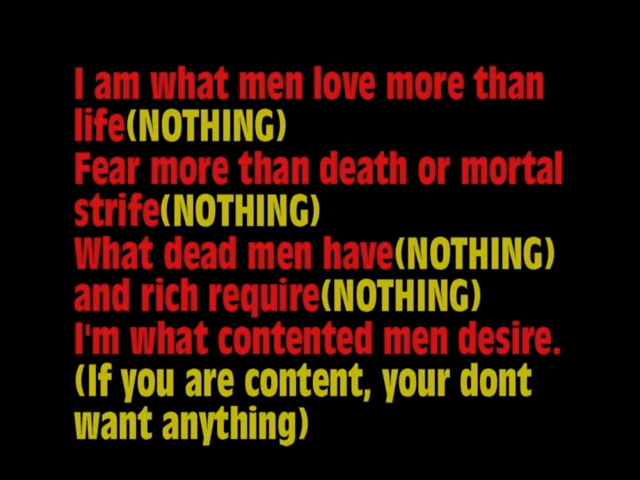 I am what men love more than
life(NOTHING)
Fear more than death or mortal
strife(NOTHING)
What dead men have(NOTHING)
and rich require(NOTHING)
I'm what contented men desire.
(If you are content, your dont
want anything)